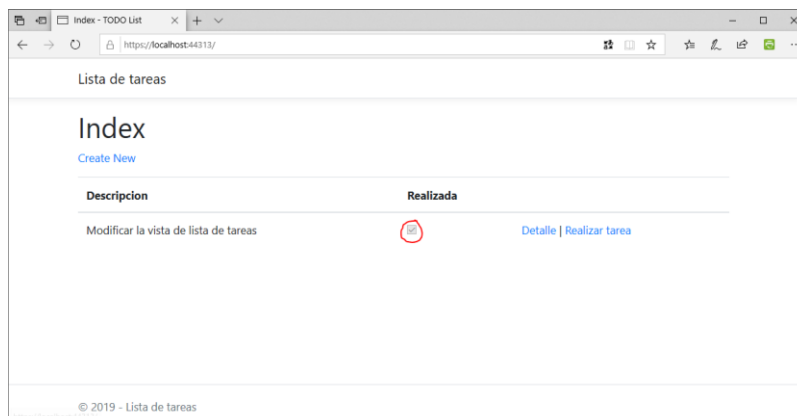 Index - TODO List
https://localhost:44313/
Lista de tareas
Index
Create New
Descripcion Realizada
Modificar la vista de lista de tareas Detalle | Realizar tarea
© 2019 - Lista de tareas